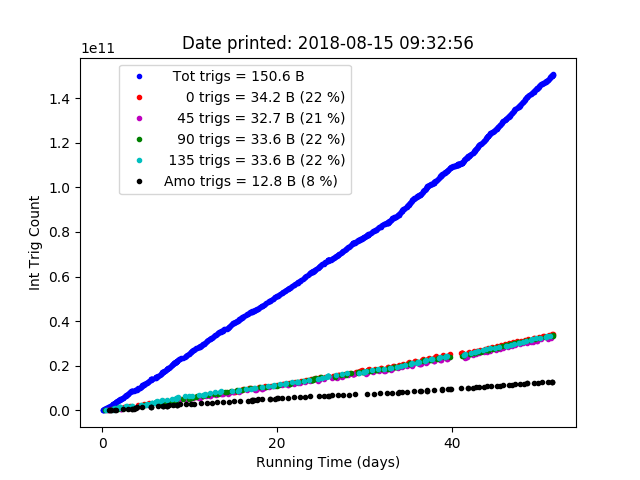 Date printed: 2018-08-15 09:32:56
1e11
Tot trigs = 150.6 B
0 trigs = 34.2 B (22 %)
45 trigs = 32.7 B (21 %)
90 trigs = 33.6 B (22 %)
135 trigs = 33.6 B (22 %)
Amo trigs = 12.8 B (8 %)
Int Trig Count
1.4
1.2
1.0
0.8
0.6
0.4
0.2
0.0
0 20 40
Running Time (days)